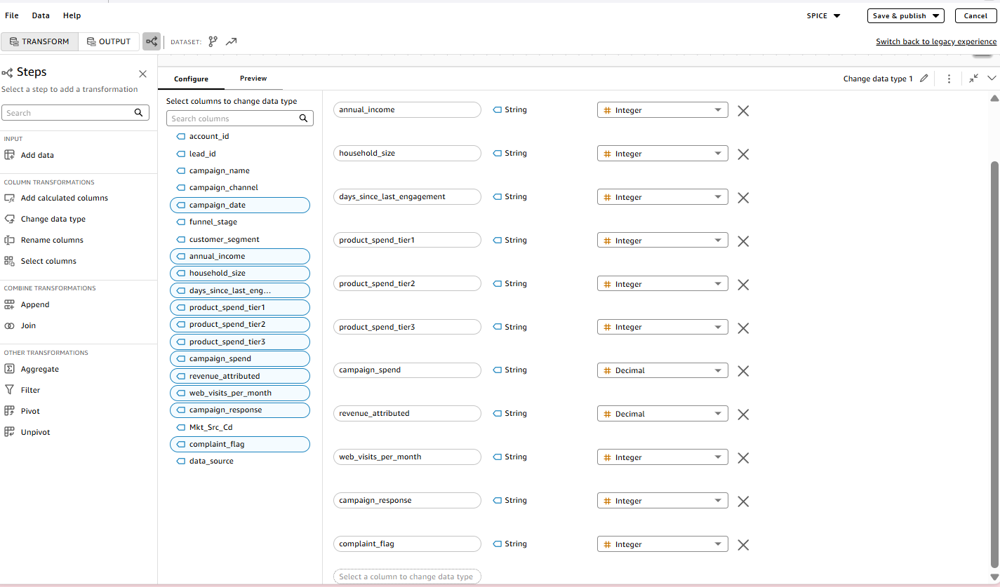 File Data Help SPICE Save & publish Cancel
TRANSFORM OUTPUT DATASET: Switch back to legacy experience
Steps
Select a step to add a transformation
Search
INPUT
Add data
COLUMN TRANSFORMATIONS
Add calculated columns
Change data type
Rename columns
Select columns
COMBINE TRANSFORMATIONS
Append
Join
OTHER TRANSFORMATIONS
Aggregate
Filter
Pivot
Unpivot
Configure Preview Change data type 1
Select columns to change data type
Search columns
account_id
lead_id
campaign_name
campaign_channel
campaign_date
funnel_stage
customer_segment
annual_income
household_size
days_since_last_eng...
product_spend_tier1
product_spend_tier2
product_spend_tier3
campaign_spend
revenue_attributed
web_visits_per_month
campaign_response
Mkt_Src_Cd
complaint_flag
data_source
annual_income String # Integer
household_size String # Integer
days_since_last_engagement String # Integer
product_spend_tier1 String # Integer
product_spend_tier2 String # Integer
product_spend_tier3 String # Integer
campaign_spend String # Decimal
revenue_attributed String # Decimal
web_visits_per_month String # Integer
campaign_response String # Integer
complaint_flag String # Integer
Select a column to change data type